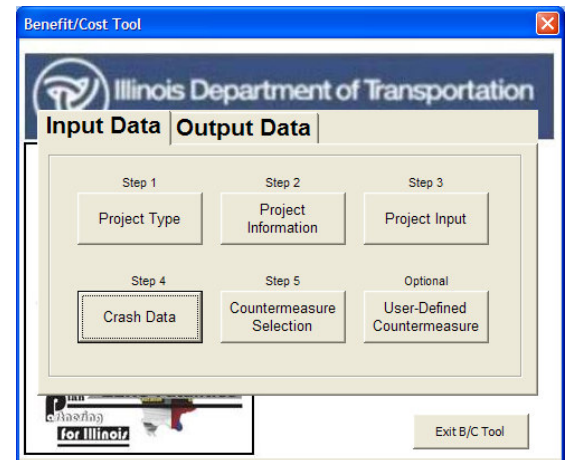 Benefit/Cost Tool
Illinois Department of Transportation
Input Data Output Data
Step 1 Step 2 Step 3
Project Type Project Information Project Input
Step 4 Step 5 Optional
Crash Data Countermeasure Selection User-Defined Countermeasure
for Illinois
Exit B/C Tool